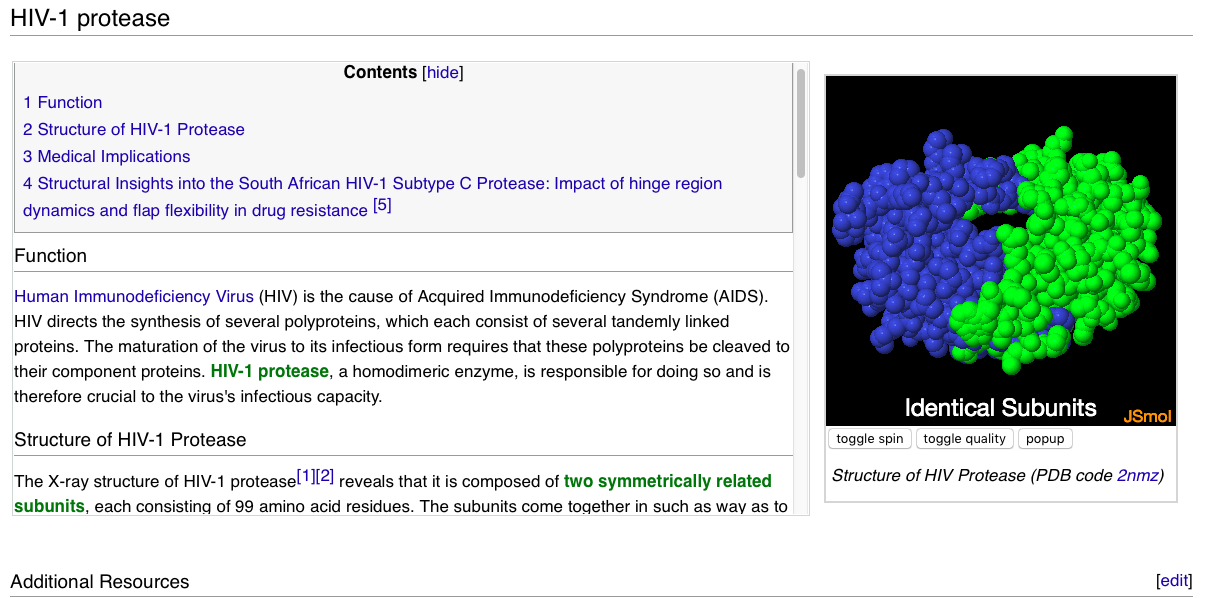 HIV-1 protease
Contents [hide]
1 Function
2 Structure of HIV-1 Protease
3 Medical Implications
4 Structural Insights into the South African HIV-1 Subtype C Protease: Impact of hinge region
dynamics and flap flexibility in drug resistance [5]
Function
Human Immunodeficiency Virus (HIV) is the cause of Acquired Immunodeficiency Syndrome (AIDS).
HIV directs the synthesis of several polyproteins, which each consist of several tandemly linked
proteins. The maturation of the virus to its infectious form requires that these polyproteins be cleaved to
their component proteins. HIV-1 protease, a homodimeric enzyme, is responsible for doing so and is
therefore crucial to the virus's infectious capacity.
Structure of HIV-1 Protease
The X-ray structure of HIV-1 protease[1][2] reveals that it is composed of two symmetrically related
subunits, each consisting of 99 amino acid residues. The subunits come together in such as way as to
Identical Subunits
JSmol
toggle spin toggle quality popup
Structure of HIV Protease (PDB code 2nmz)
Additional Resources
[edit]